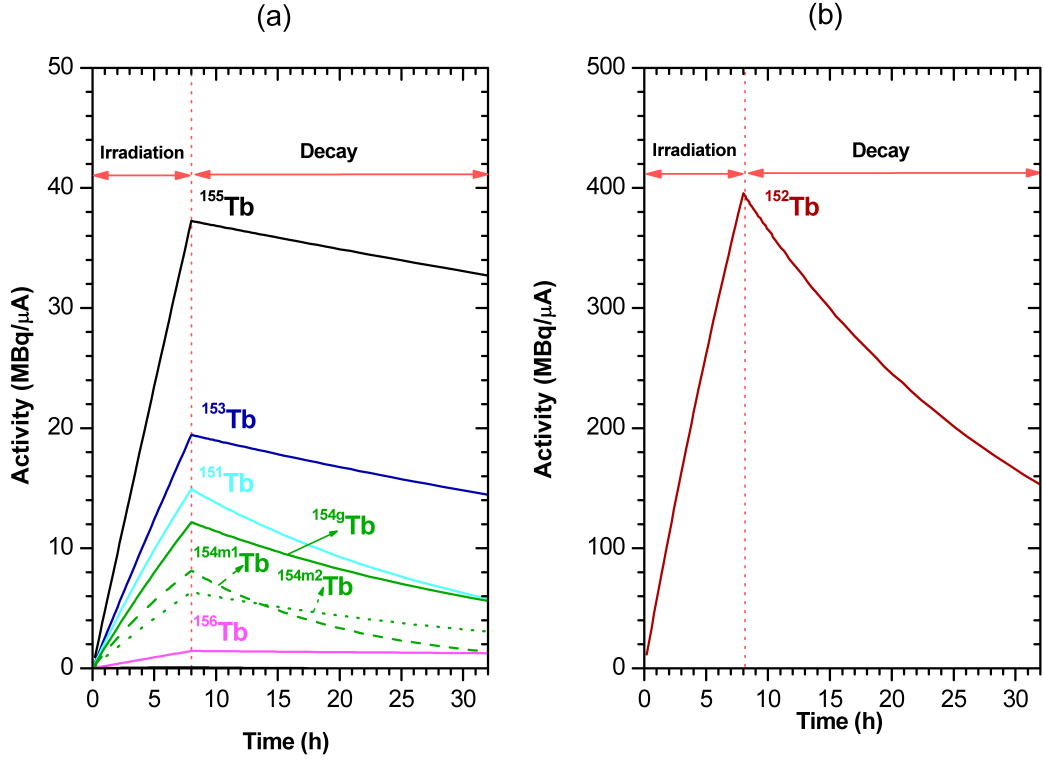 (a)
Activity (MBq/μA)
50
40
30
20
10
0
Irradiation
Decay
¹⁵⁵Tb
¹⁵³Tb
¹⁵¹Tb
¹⁵⁴ᵍTb
¹⁵⁴ᵐ¹Tb
¹⁵⁴ᵐ²Tb
¹⁵⁶Tb
0 5 10 15 20 25 30
Time (h)
(b)
Activity (MBq/μA)
500
400
300
200
100
0
Irradiation
Decay
¹⁵²Tb
0 5 10 15 20 25 30
Time (h)